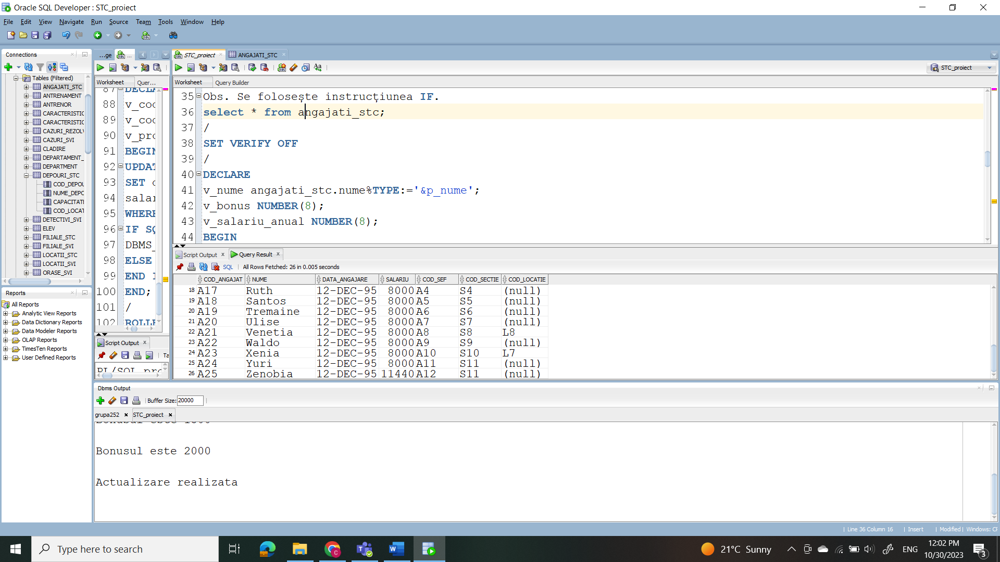 Oracle SQL Developer : STC_project
File Edit View Navigate Run Source Team Tools Window Help
Connections
Tables (Filtered)
ANGAJATI_STC
ANTRENAMENT
ANTRENOR
CARACTERISTIC
CARACTERISTIC
CAZURI_REZOL
CAZURI_SVI
CLADIRE
DEPARTAMENT_
DEPARTMENT
DEPOURI_STC
COD_DEPOU
NUME_DEPO
CAPACITATE
COD_LOCAT
DETECTIVI_SVI
ELEV
FILIALE_STC
FILIALE_SVI
LOCATII_STC
LOCATII_SVI
ORASE_SVI
Reports
All Reports
Analytic View Reports
Data Dictionary Reports
Data Modeler Reports
OLAP Reports
TimesTen Reports
User Defined Reports
...ge ...
Worksheet Quer...
87 DECLA
88 v_coc
89 v_coc
90 v_pro
91 BEGIN
92 UPDAT
93 SET c
94 salar
95 WHERE
96 IF SQ
97 DBMS_
98 ELSE
99 END I
100 END;
101 /
102 ROLLE
Script Output
Ta
PL/SQL pro
STC_proiect ANGAJATI_STC
STC_proiect
Worksheet Query Builder
35 Obs. Se folosește instrucțiunea IF.
36 select * from angajati_stc;
37 /
38 SET VERIFY OFF
39 /
40 DECLARE
41 v_nume angajati_stc.nume%TYPE:='&p_nume';
42 v_bonus NUMBER(8);
43 v_salariu_anual NUMBER(8);
44 BEGIN
Script Output Query Result
SQL All Rows Fetched: 26 in 0.005 seconds
COD_ANGAJAT NUME DATA_ANGAJARE SALARIU COD_SEF COD_SECTIE COD_LOCATIE
18 A17 Ruth 12-DEC-95 8000 A4 S4 (null)
19 A18 Santos 12-DEC-95 8000 A5 S5 (null)
20 A19 Tremaine 12-DEC-95 8000 A6 S6 (null)
21 A20 Ulise 12-DEC-95 8000 A7 S7 (null)
22 A21 Venetia 12-DEC-95 8000 A8 S8 L8
23 A22 Waldo 12-DEC-95 8000 A9 S9 (null)
24 A23 Xenia 12-DEC-95 8000 A10 S10 L7
25 A24 Yuri 12-DEC-95 8000 A11 S11 (null)
26 A25 Zenobia 12-DEC-95 11440 A12 S11 (null)
Dbms Output
Buffer Size: 20000
grupa252 STC_proiect
Bonusul este 2000
Actualizare realizata
Line 36 Column 16 Insert Modified Windows: CR
Type here to search
21°C Sunny
ENG
12:02 PM
10/30/2023
3